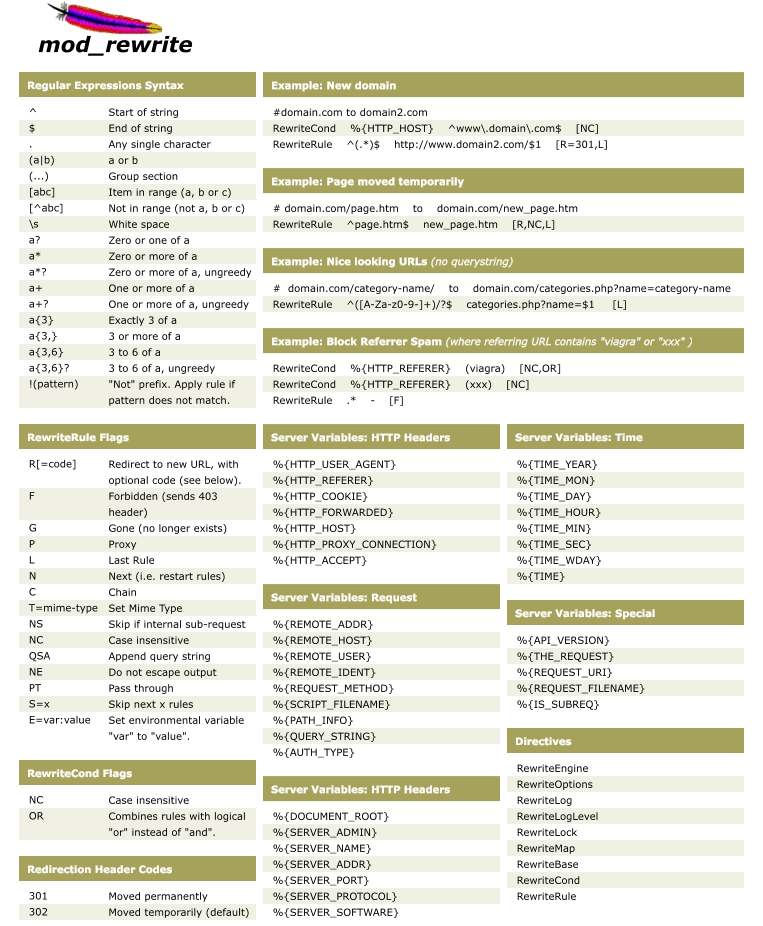 mod_rewrite
Regular Expressions Syntax
^ Start of string
$ End of string
. Any single character
(a|b) a or b
(...) Group section
[abc] Item in range (a, b or c)
[^abc] Not in range (not a, b or c)
\s White space
a? Zero or one of a
a* Zero or more of a
a*? Zero or more of a, ungreedy
a+ One or more of a
a+? One or more of a, ungreedy
a{3} Exactly 3 of a
a{3,} 3 or more of a
a{3,6} 3 to 6 of a
a{3,6}? 3 to 6 of a, ungreedy
!(pattern) "Not" prefix. Apply rule if
pattern does not match.
Example: New domain
#domain.com to domain2.com
RewriteCond %{HTTP_HOST} ^www\.domain\.com$ [NC]
RewriteRule ^(.*)$ http://www.domain2.com/$1 [R=301,L]
Example: Page moved temporarily
# domain.com/page.htm to domain.com/new_page.htm
RewriteRule ^page.htm$ new_page.htm [R,NC,L]
Example: Nice looking URLs (no querystring)
# domain.com/category-name/ to domain.com/categories.php?name=category-name
RewriteRule ^([A-Za-z0-9-]+)/?$ categories.php?name=$1 [L]
Example: Block Referrer Spam (where referring URL contains "viagra" or "xxx" )
RewriteCond %{HTTP_REFERER} (viagra) [NC,OR]
RewriteCond %{HTTP_REFERER} (xxx) [NC]
RewriteRule .* - [F]
RewriteRule Flags
R[=code] Redirect to new URL, with
optional code (see below).
F Forbidden (sends 403
header)
G Gone (no longer exists)
P Proxy
L Last Rule
N Next (i.e. restart rules)
C Chain
T=mime-type Set Mime Type
NS Skip if internal sub-request
NC Case insensitive
QSA Append query string
NE Do not escape output
PT Pass through
S=x Skip next x rules
E=var:value Set environmental variable
"var" to "value".
RewriteCond Flags
NC Case insensitive
OR Combines rules with logical
"or" instead of "and".
Redirection Header Codes
301 Moved permanently
302 Moved temporarily (default)
Server Variables: HTTP Headers
%{HTTP_USER_AGENT}
%{HTTP_REFERER}
%{HTTP_COOKIE}
%{HTTP_FORWARDED}
%{HTTP_HOST}
%{HTTP_PROXY_CONNECTION}
%{HTTP_ACCEPT}
Server Variables: Request
%{REMOTE_ADDR}
%{REMOTE_HOST}
%{REMOTE_USER}
%{REMOTE_IDENT}
%{REQUEST_METHOD}
%{SCRIPT_FILENAME}
%{PATH_INFO}
%{QUERY_STRING}
%{AUTH_TYPE}
Server Variables: HTTP Headers
%{DOCUMENT_ROOT}
%{SERVER_ADMIN}
%{SERVER_NAME}
%{SERVER_ADDR}
%{SERVER_PORT}
%{SERVER_PROTOCOL}
%{SERVER_SOFTWARE}
Server Variables: Time
%{TIME_YEAR}
%{TIME_MON}
%{TIME_DAY}
%{TIME_HOUR}
%{TIME_MIN}
%{TIME_SEC}
%{TIME_WDAY}
%{TIME}
Server Variables: Special
%{API_VERSION}
%{THE_REQUEST}
%{REQUEST_URI}
%{REQUEST_FILENAME}
%{IS_SUBREQ}
Directives
RewriteEngine
RewriteOptions
RewriteLog
RewriteLogLevel
RewriteLock
RewriteMap
RewriteBase
RewriteCond
RewriteRule